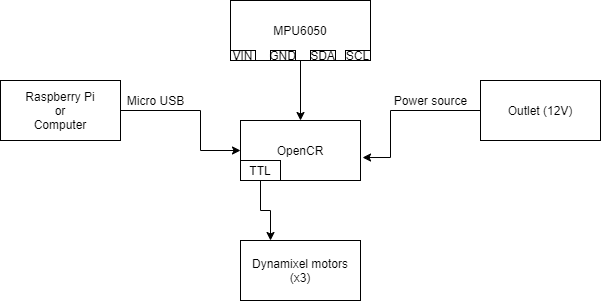 MPU6050
VIN GND SDA SCL
Raspberry Pi
or
Computer
Micro USB
Power source
Outlet (12V)
OpenCR
TTL
Dynamixel motors
(x3)